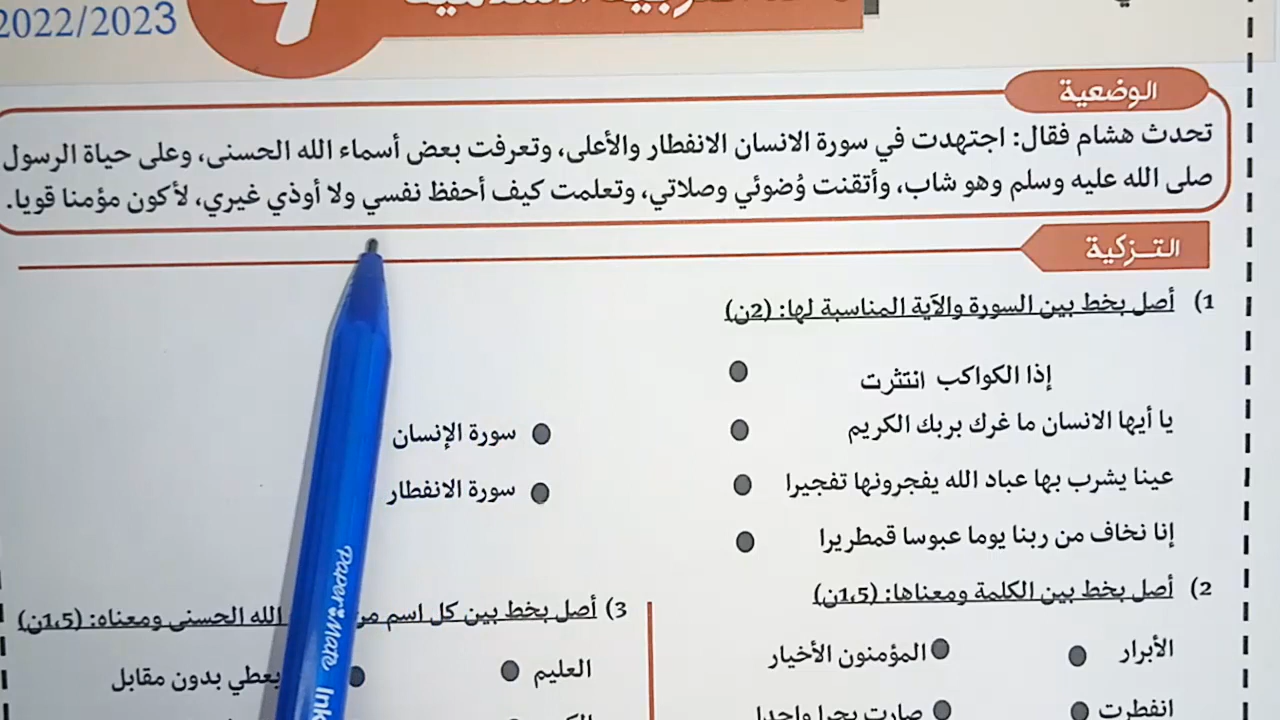 2022/2023
4
الوضعية
تحدث هشام فقال: اجتهدت في سورة الانسان الانفطار والأعلى، وتعرفت بعض أسماء الله الحسنى، وعلى حياة الرسول
صلى الله عليه وسلم وهو شاب، وأتقنت وُضوئي وصلاتي، وتعلمت كيف أحفظ نفسي ولا أوذي غيري، لأكون مؤمنا قويا.
التـزكية
1) أصل بخط بين السورة والآية المناسبة لها: (2ن)
إذا الكواكب انتثرت
يا أيها الانسان ما غرك بربك الكريم
سورة الإنسان
عينا يشرب بها عباد الله يفجرونها تفجيرا
سورة الانفطار
إنا نخاف من ربنا يوما عبوسا قمطريرا
2) أصل بخط بين الكلمة ومعناها: (1،5ن)
الأبرار
المؤمنون الأخيار
انفطرت
صارت بحرا واحدا
3) أصل بخط بين كل اسم الله الحسنى ومعناه: (1،5ن)
العليم
يعطي بدون مقابل
Paper Mate